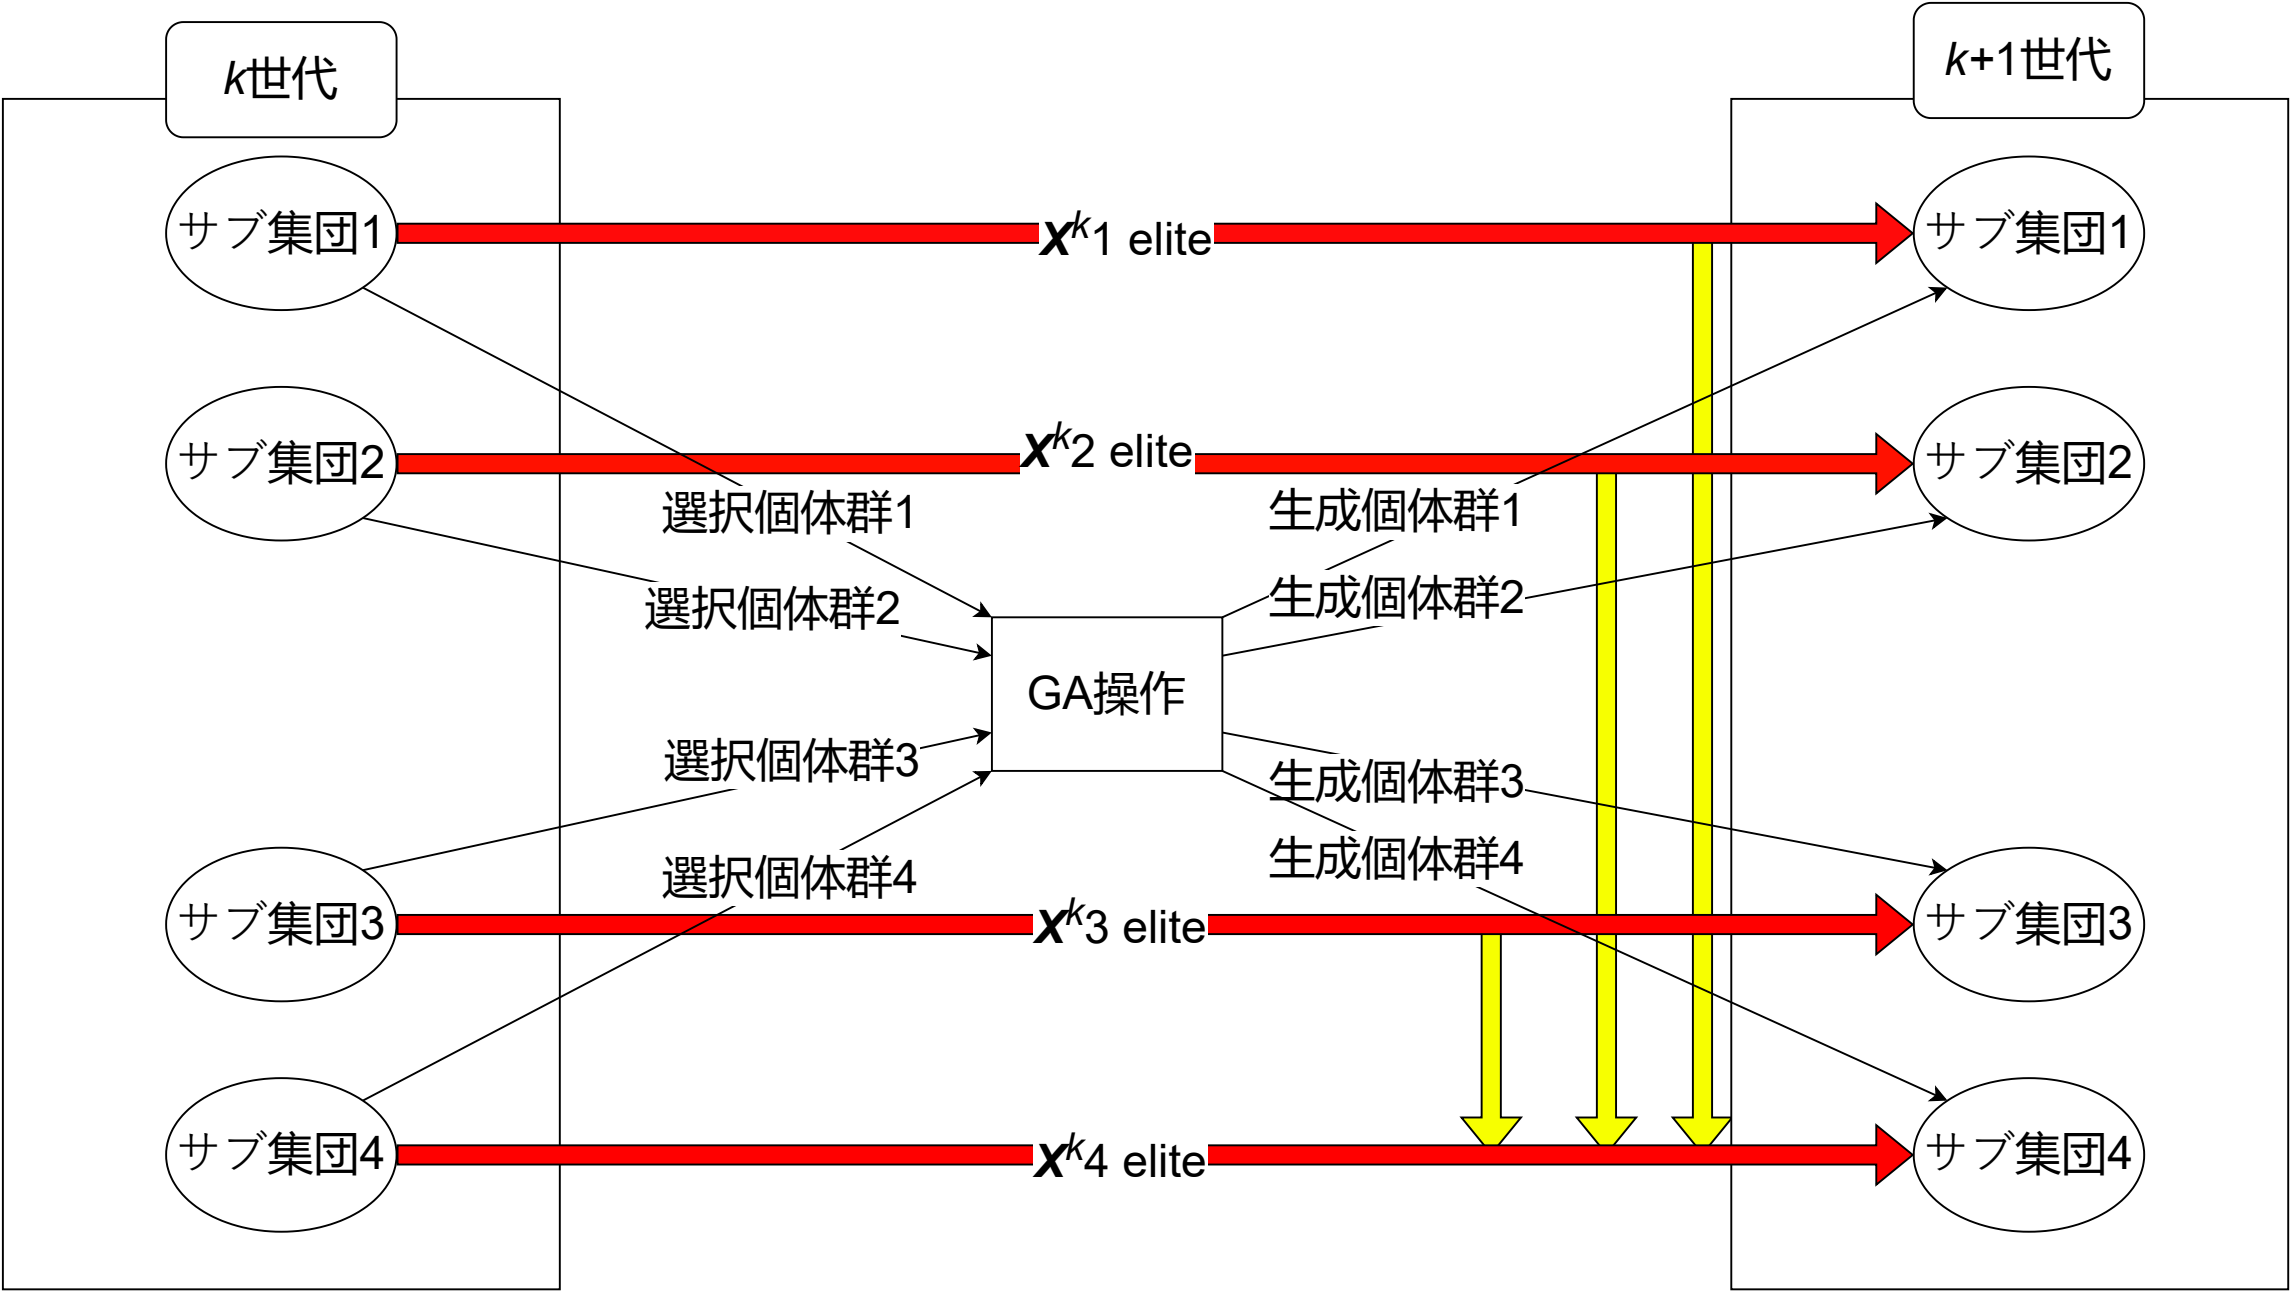 k世代
k+1世代
サブ集団1
X^k1 elite
サブ集団1
サブ集団2
X^k2 elite
サブ集団2
選択個体群1
生成個体群1
選択個体群2
生成個体群2
GA操作
選択個体群3
生成個体群3
選択個体群4
生成個体群4
サブ集団3
X^k3 elite
サブ集団3
サブ集団4
X^k4 elite
サブ集団4